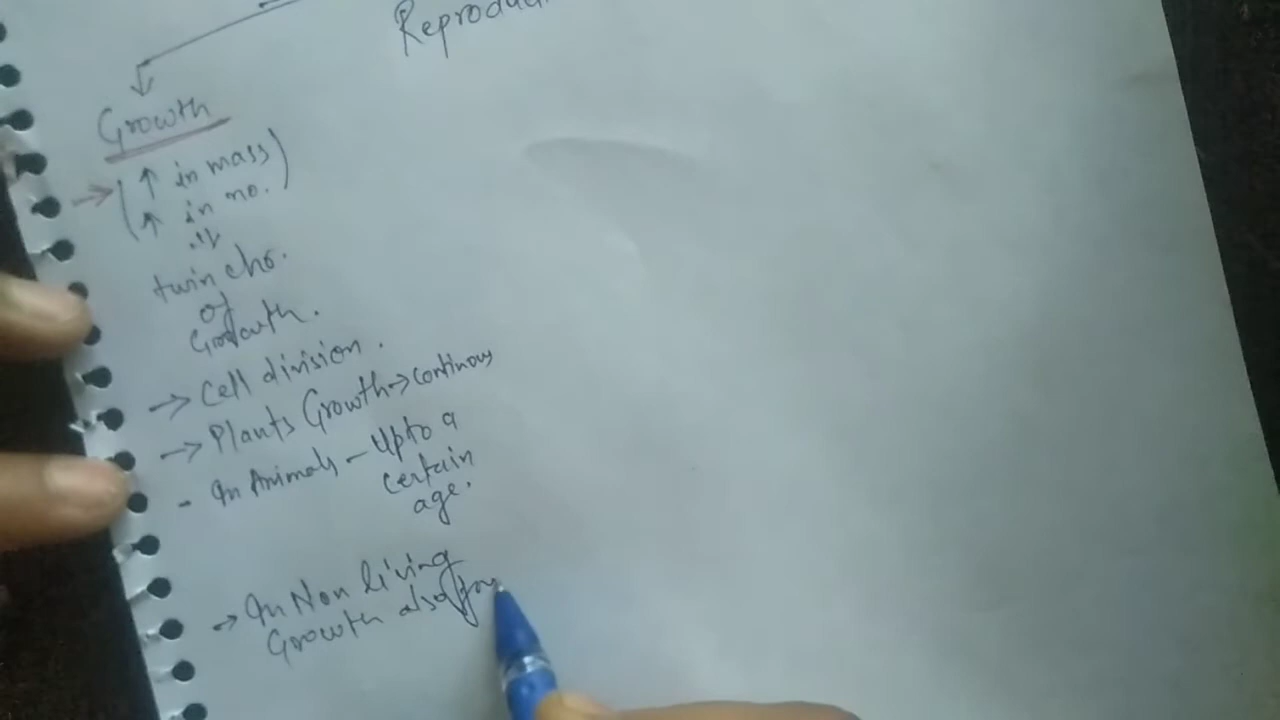 Reproduc
Growth
↑ in mass
↑ in no.
twin cha.
of
Growth.
→ Cell division.
→ Plants Growth → continous
- In Animals - Upto a
certain
age.
→ In Non living
Growth also